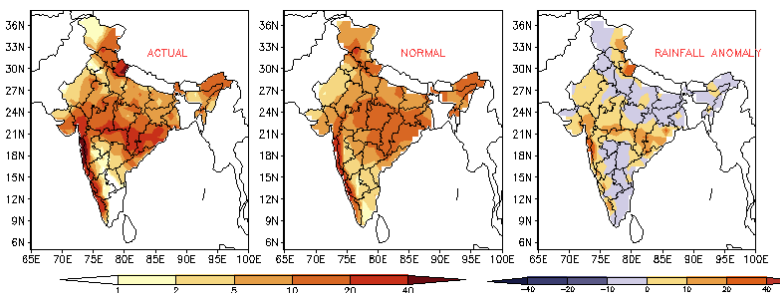 ACTUAL
NORMAL
RAINFALL ANOMALY
36N
33N
30N
27N
24N
21N
18N
15N
12N
9N
6N
65E 70E 75E 80E 85E 90E 95E 100E
36N
33N
30N
27N
24N
21N
18N
15N
12N
9N
6N
65E 70E 75E 80E 85E 90E 95E 100E
36N
33N
30N
27N
24N
21N
18N
15N
12N
9N
6N
65E 70E 75E 80E 85E 90E 95E 100E
1 2 5 10 20 40
-40 -20 -10 0 10 20 40